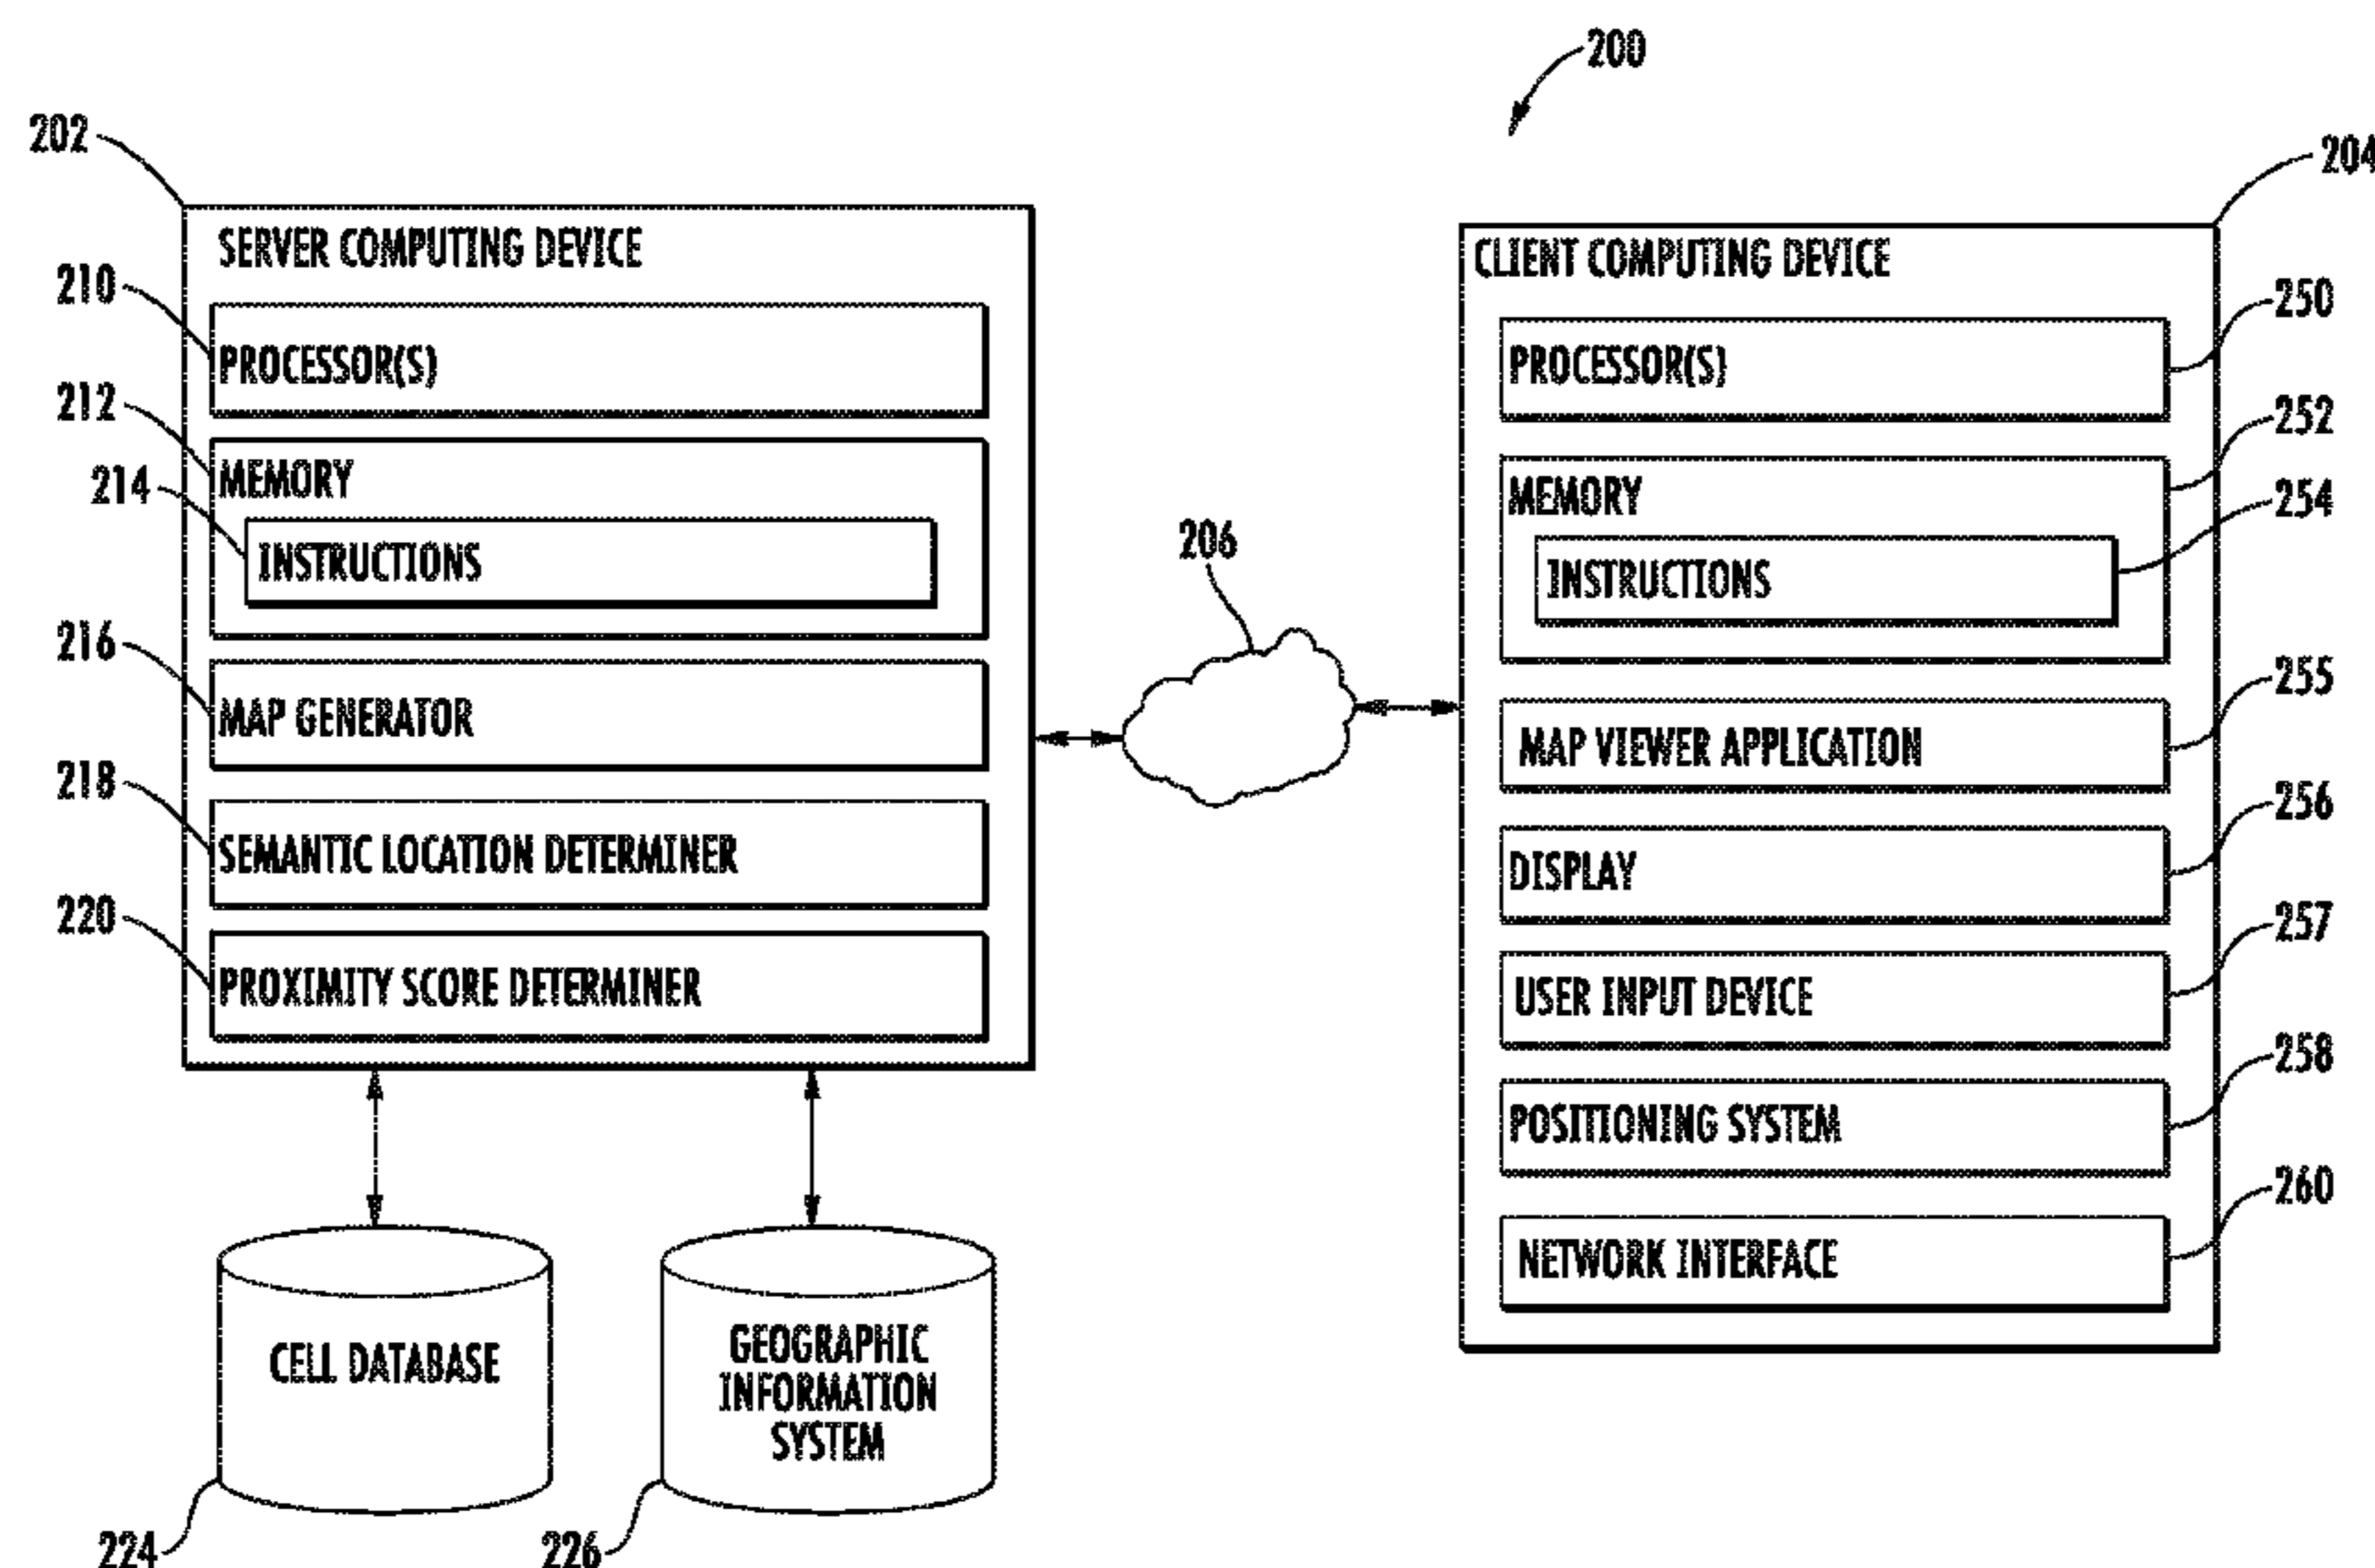 200
202
204
SERVER COMPUTING DEVICE
210
PROCESSOR(S)
212
MEMORY
214
INSTRUCTIONS
216
MAP GENERATOR
218
SEMANTIC LOCATION DETERMINER
220
PROXIMITY SCORE DETERMINER
206
CLIENT COMPUTING DEVICE
250
PROCESSOR(S)
252
MEMORY
254
INSTRUCTIONS
255
MAP VIEWER APPLICATION
256
DISPLAY
257
USER INPUT DEVICE
258
POSITIONING SYSTEM
260
NETWORK INTERFACE
CELL DATABASE
224
GEOGRAPHIC
INFORMATION
SYSTEM
226